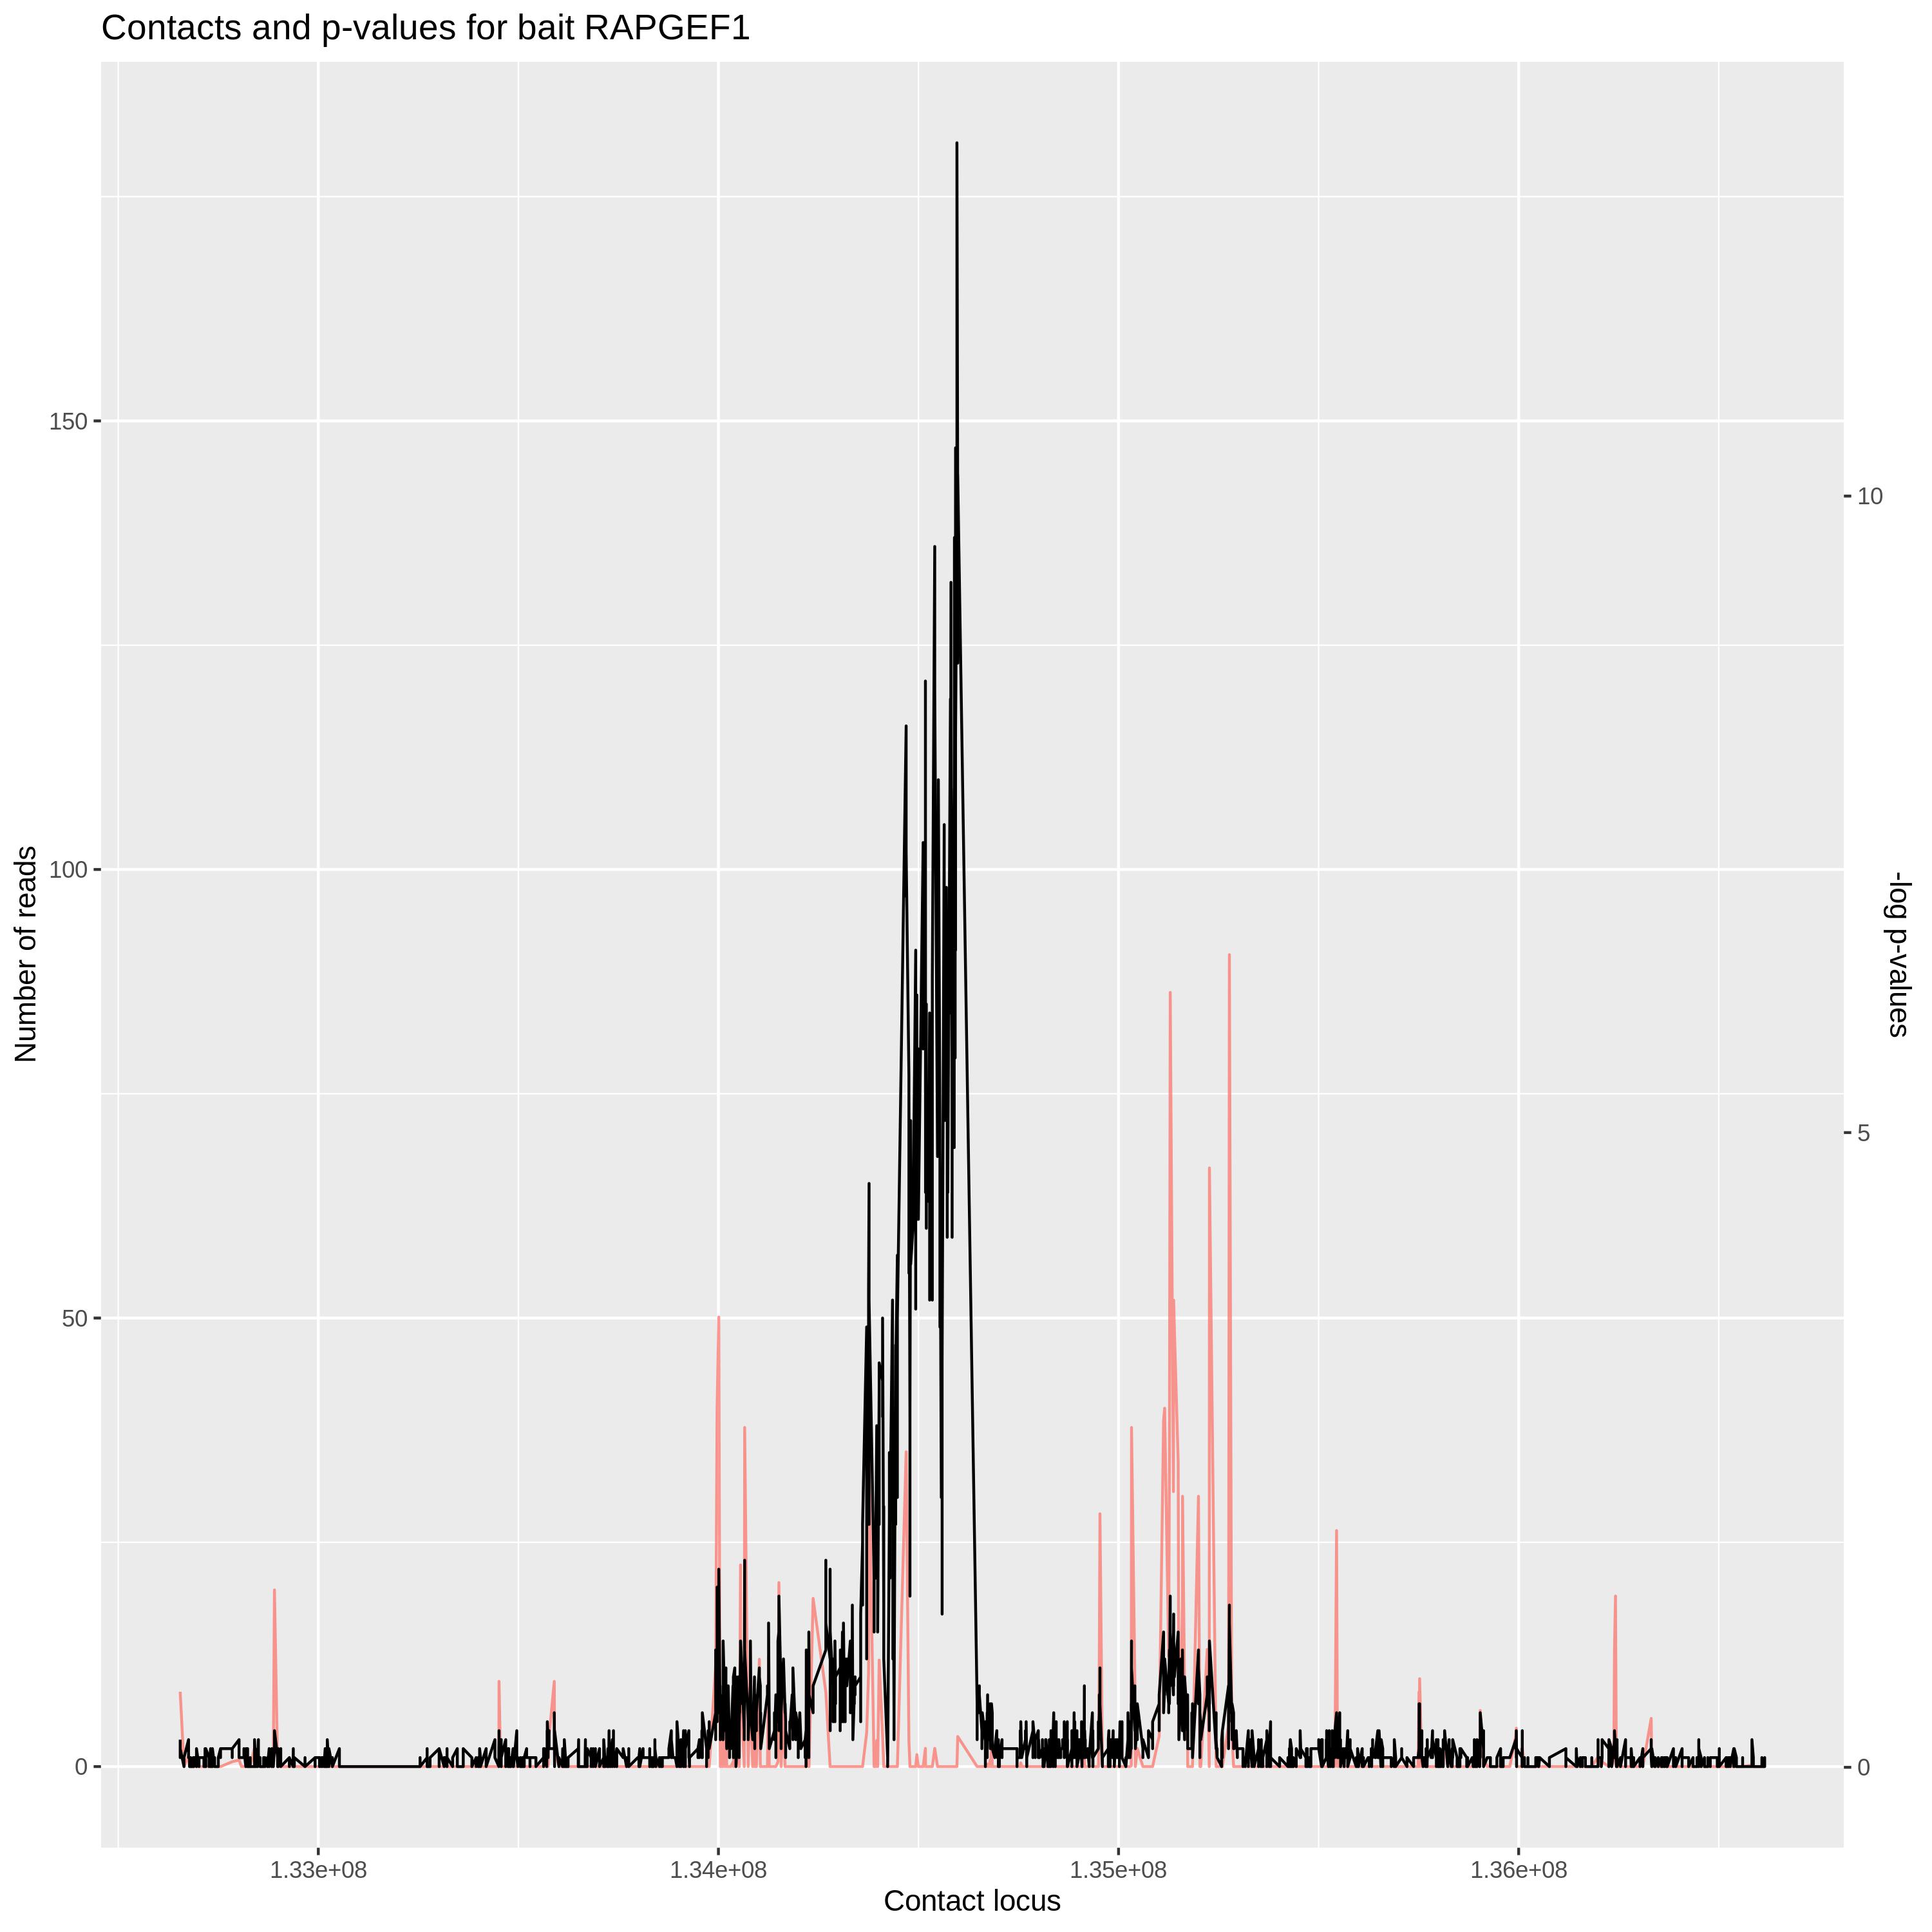 Contacts and p-values for bait RAPGEF1
150
100
50
0
Number of reads
10
5
0
-log p-values
1.33e+08
1.34e+08
1.35e+08
1.36e+08
Contact locus